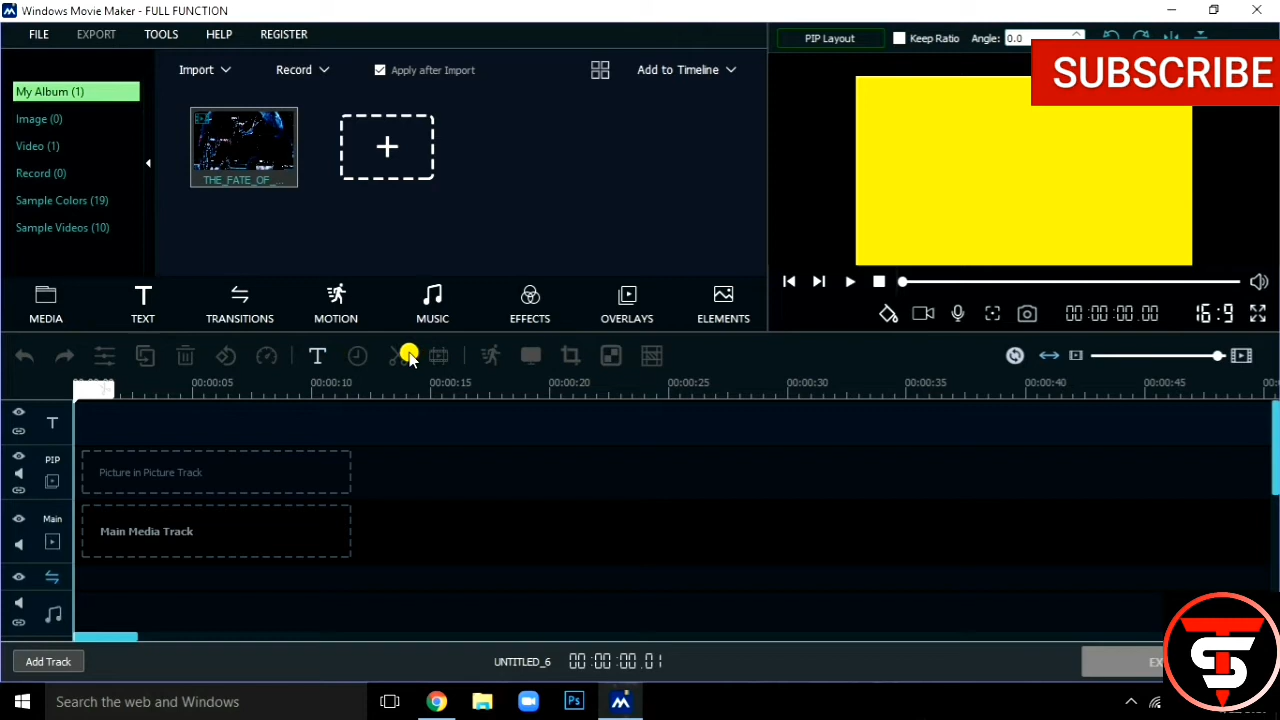 Windows Movie Maker - FULL FUNCTION
FILE EXPORT TOOLS HELP REGISTER
PIP Layout Keep Ratio Angle: 0.0
SUBSCRIBE
Import Record Apply after Import Add to Timeline
My Album (1)
Image (0)
Video (1)
Record (0)
Sample Colors (19)
Sample Videos (10)
THE_FATE_OF_...
MEDIA TEXT TRANSITIONS MOTION MUSIC EFFECTS OVERLAYS ELEMENTS
00:00:00.00 16:9
00:00:05 00:00:10 00:00:15 00:00:20 00:00:25 00:00:30 00:00:35 00:00:40 00:00:45
T
PIP Picture in Picture Track
Main Main Media Track
Add Track UNTITLED_6 00:00:00.01
Search the web and Windows
Ps